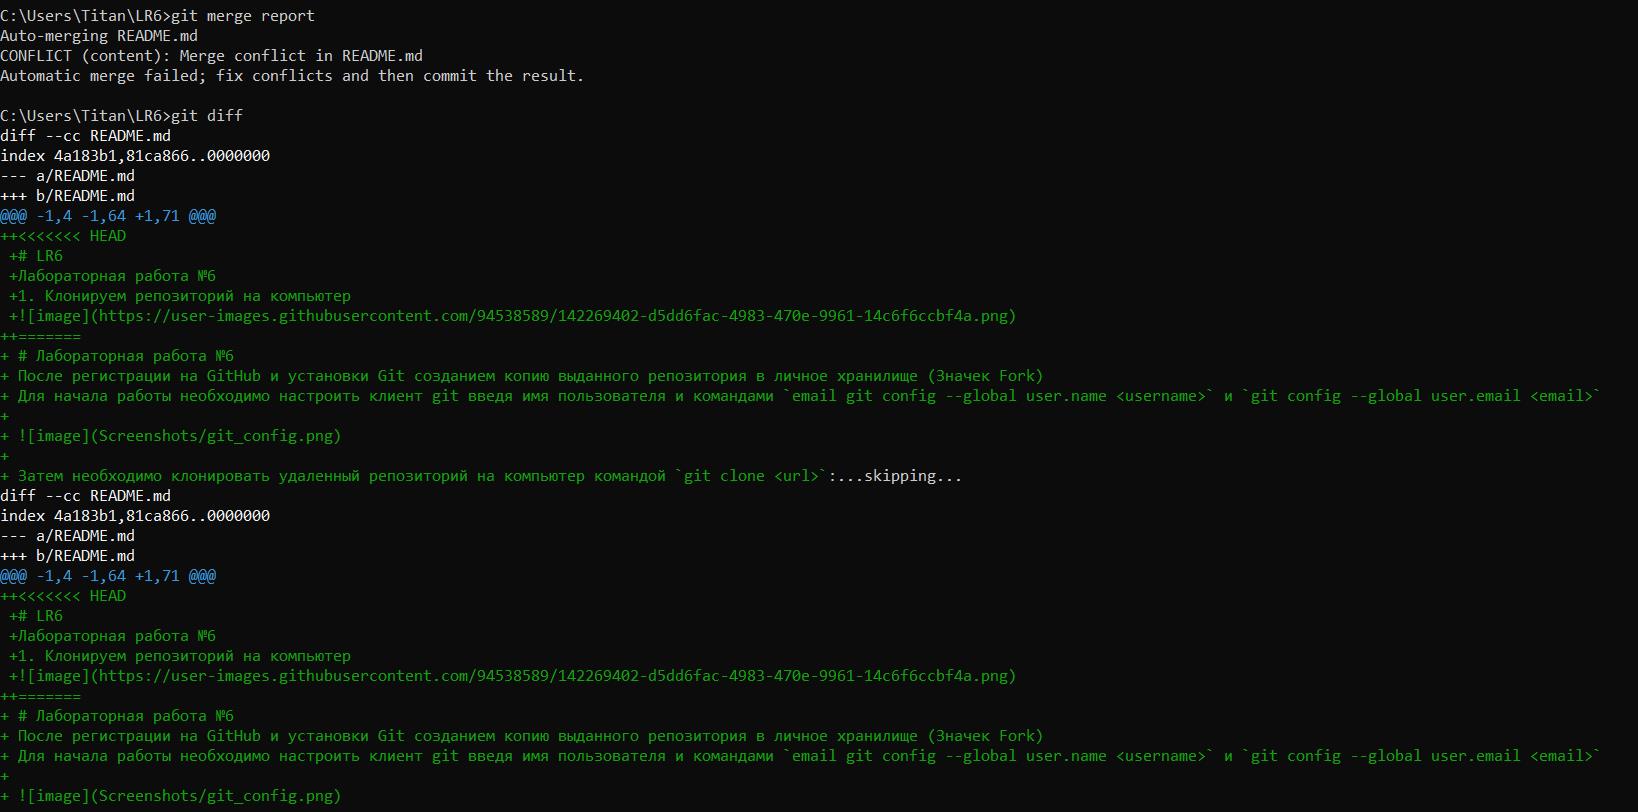 C:\Users\Titan\LR6>git merge report
Auto-merging README.md
CONFLICT (content): Merge conflict in README.md
Automatic merge failed; fix conflicts and then commit the result.
C:\Users\Titan\LR6>git diff
diff --cc README.md
index 4a183b1,81ca866..0000000
--- a/README.md
+++ b/README.md
@@@ -1,4 -1,64 +1,71 @@@
++<<<<<<< HEAD
 +# LR6
 +Лабораторная работа №6
 +1. Клонируем репозиторий на компьютер
 +![image](https://user-images.githubusercontent.com/94538589/142269402-d5dd6fac-4983-470e-9961-14c6f6ccbf4a.png)
++=======
+ # Лабораторная работа №6
+ После регистрации на GitHub и установки Git созданием копию выданного репозитория в личное хранилище (Значек Fork)
+ Для начала работы необходимо настроить клиент git введя имя пользователя и командами `email git config --global user.name <username>` и `git config --global user.email <email>`
+
+ ![image](Screenshots/git_config.png)
+
+ Затем необходимо клонировать удаленный репозиторий на компьютер командой `git clone <url>`:...skipping...
diff --cc README.md
index 4a183b1,81ca866..0000000
--- a/README.md
+++ b/README.md
@@@ -1,4 -1,64 +1,71 @@@
++<<<<<<< HEAD
 +# LR6
 +Лабораторная работа №6
 +1. Клонируем репозиторий на компьютер
 +![image](https://user-images.githubusercontent.com/94538589/142269402-d5dd6fac-4983-470e-9961-14c6f6ccbf4a.png)
++=======
+ # Лабораторная работа №6
+ После регистрации на GitHub и установки Git созданием копию выданного репозитория в личное хранилище (Значек Fork)
+ Для начала работы необходимо настроить клиент git введя имя пользователя и командами `email git config --global user.name <username>` и `git config --global user.email <email>`
+
+ ![image](Screenshots/git_config.png)